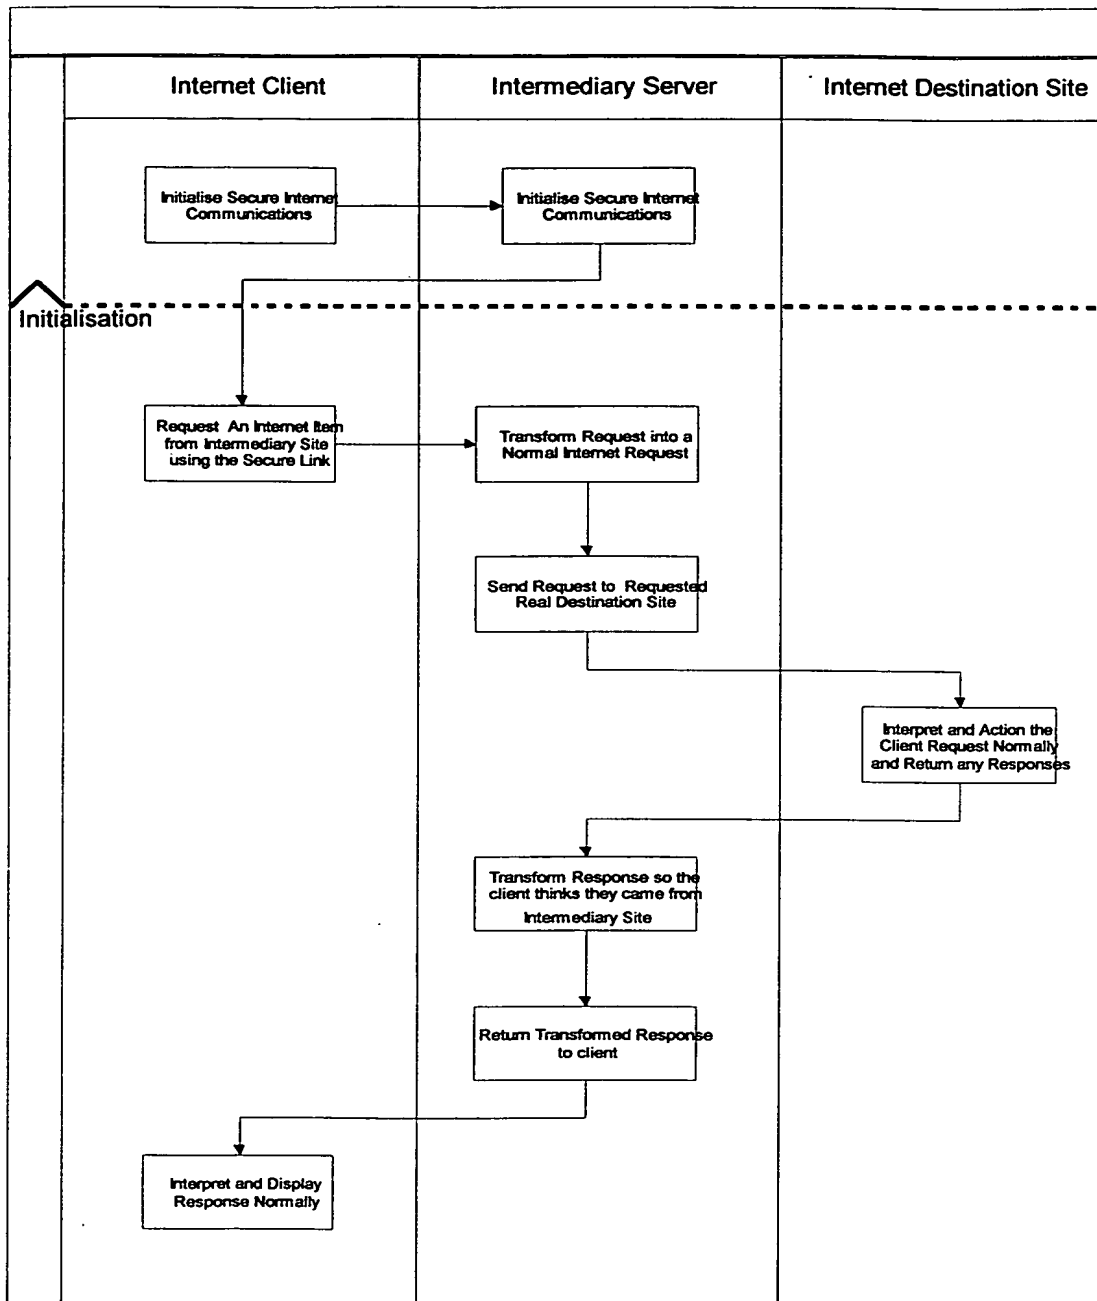 Internet Client
Intermediary Server
Internet Destination Site
Initialise Secure Internet
Communications
Initialise Secure Internet
Communications
Initialisation
Request An Internet Item
from Intermediary Site
using the Secure Link
Transform Request into a
Normal Internet Request
Send Request to Requested
Real Destination Site
Interpret and Action the
Client Request Normally
and Return any Responses
Transform Response so the
client thinks they came from
Intermediary Site
Return Transformed Response
to client
Interpret and Display
Response Normally